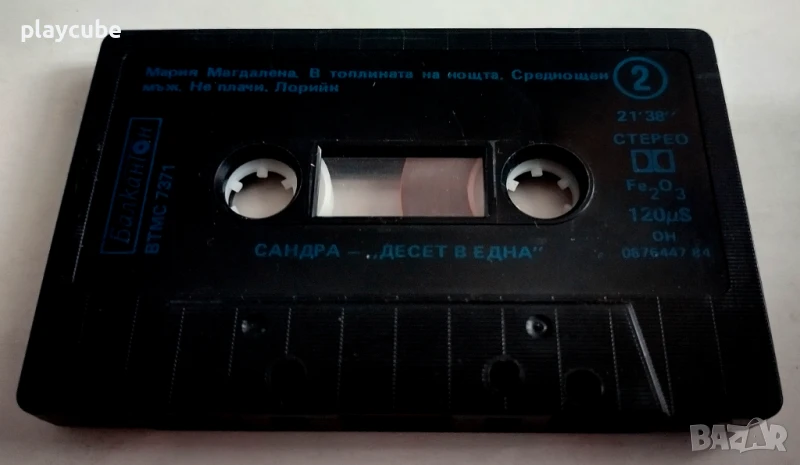 playcube
Мария Магдалена. В топлината на нощта. Среднощен
мъж. Не плачи. Лорийн
2
21'38"
СТЕРЕО
Fe2O3
120µS
ОН
0876447-84
Балкантон
ВТМС 7371
САНДРА – „ДЕСЕТ В ЕДНА"
BAZAR